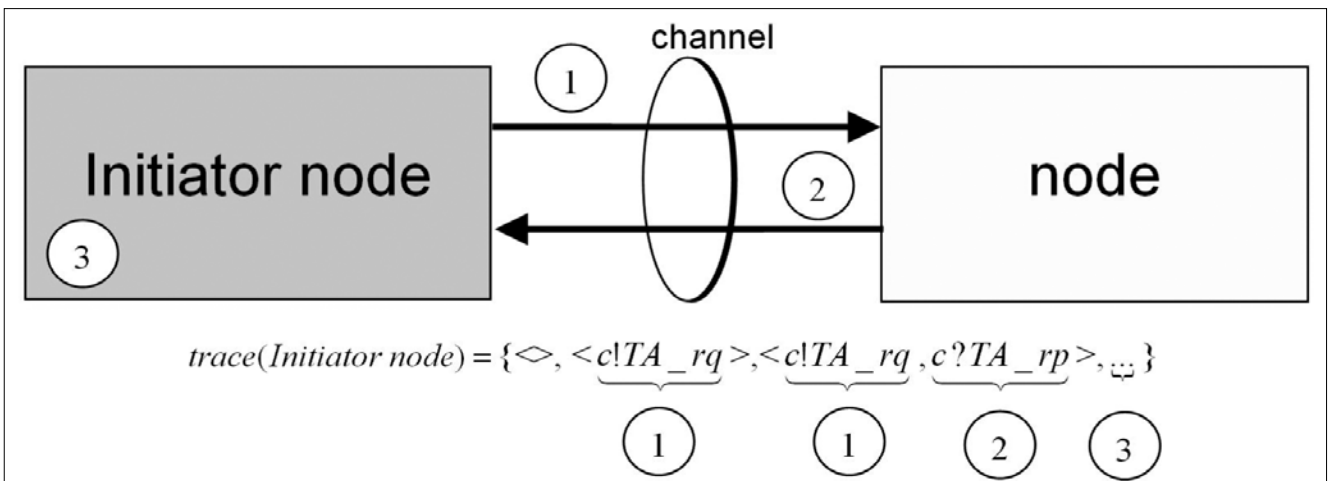 channel
1
Initiator node
node
2
3
trace(Initiator node) = {<>, <c!TA_rq>,<c!TA_rq ,c?TA_rp>,...}
1 1 2 3